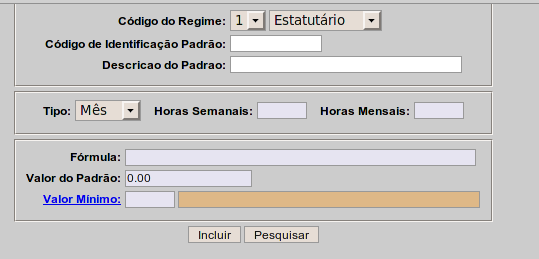 Código do Regime: 1 Estatutário
Código de Identificação Padrão:
Descricao do Padrao:
Tipo: Mês Horas Semanais: Horas Mensais:
Fórmula:
Valor do Padrão: 0.00
Valor Mínimo:
Incluir Pesquisar